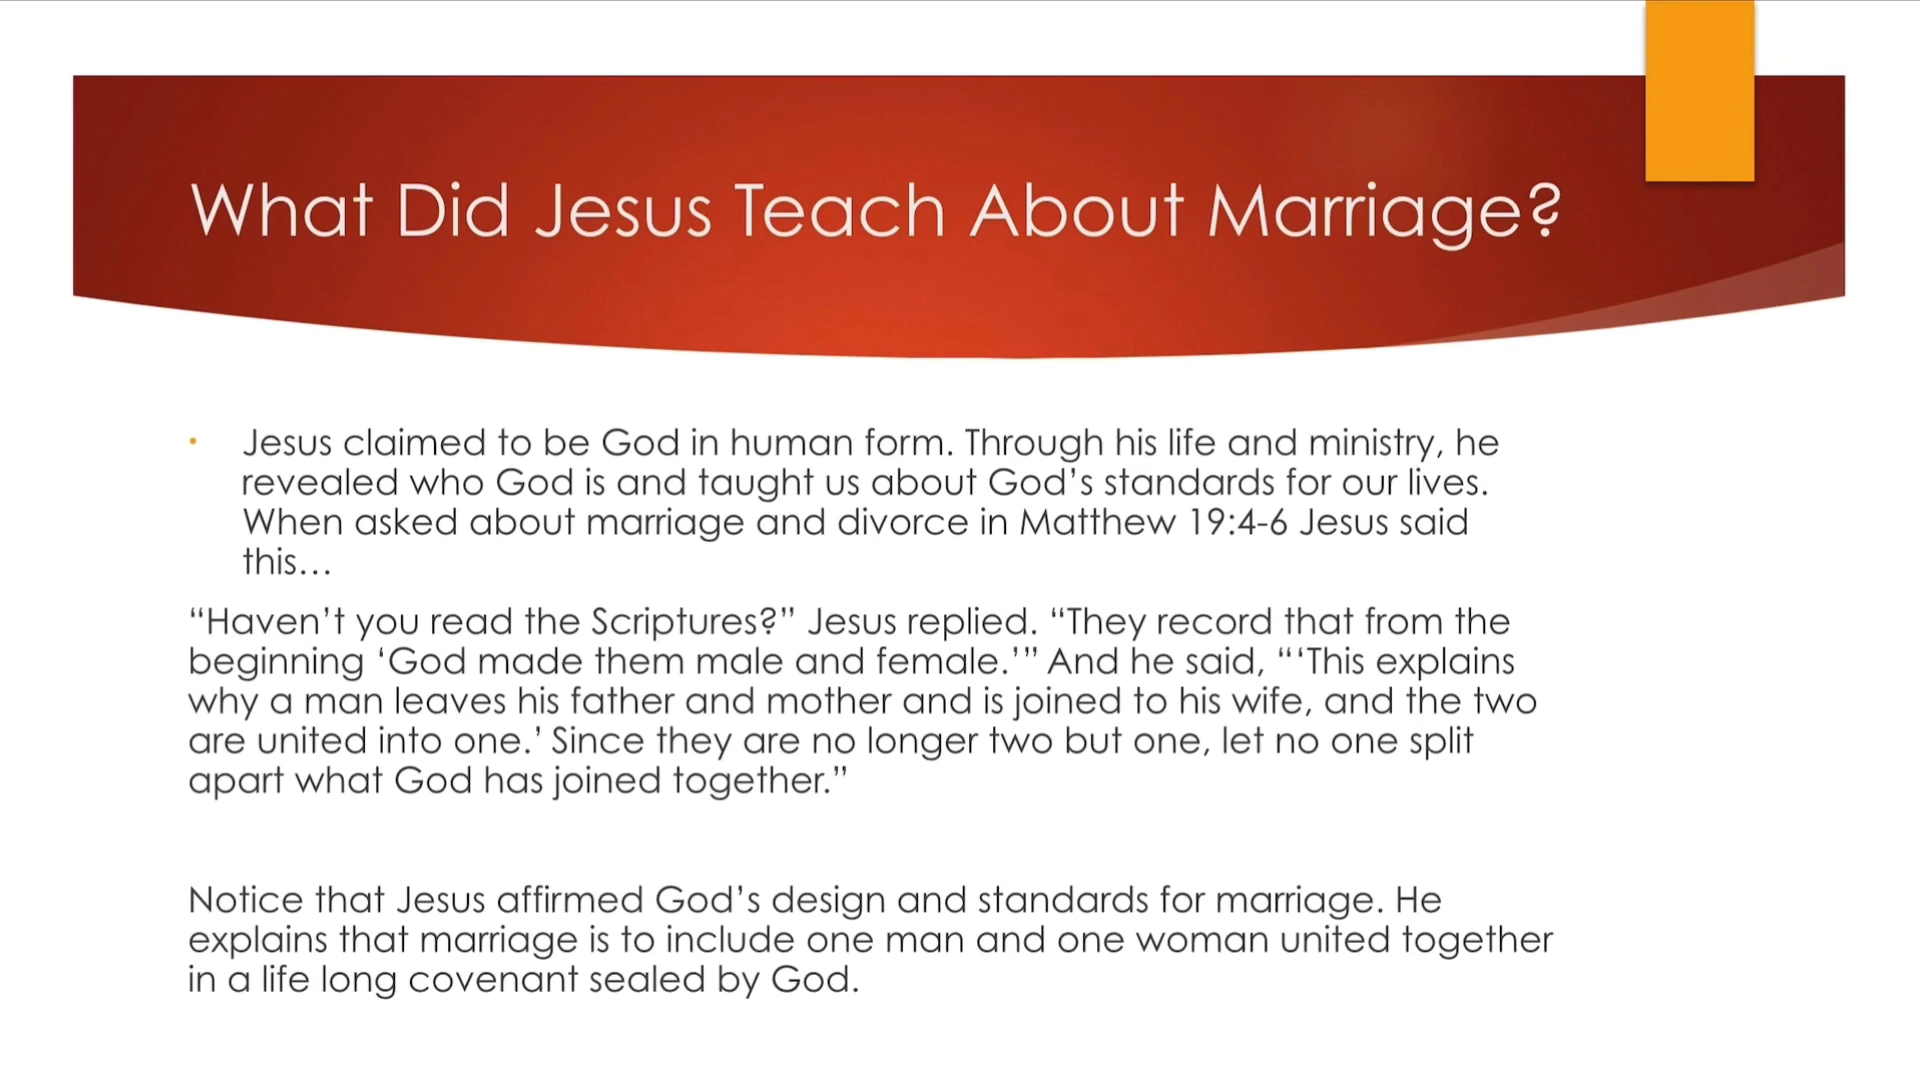 What Did Jesus Teach About Marriage?
• Jesus claimed to be God in human form. Through his life and ministry, he
revealed who God is and taught us about God’s standards for our lives.
When asked about marriage and divorce in Matthew 19:4-6 Jesus said
this…
“Haven’t you read the Scriptures?” Jesus replied. “They record that from the
beginning ‘God made them male and female.’” And he said, “‘This explains
why a man leaves his father and mother and is joined to his wife, and the two
are united into one.’ Since they are no longer two but one, let no one split
apart what God has joined together.”
Notice that Jesus affirmed God’s design and standards for marriage. He
explains that marriage is to include one man and one woman united together
in a life long covenant sealed by God.